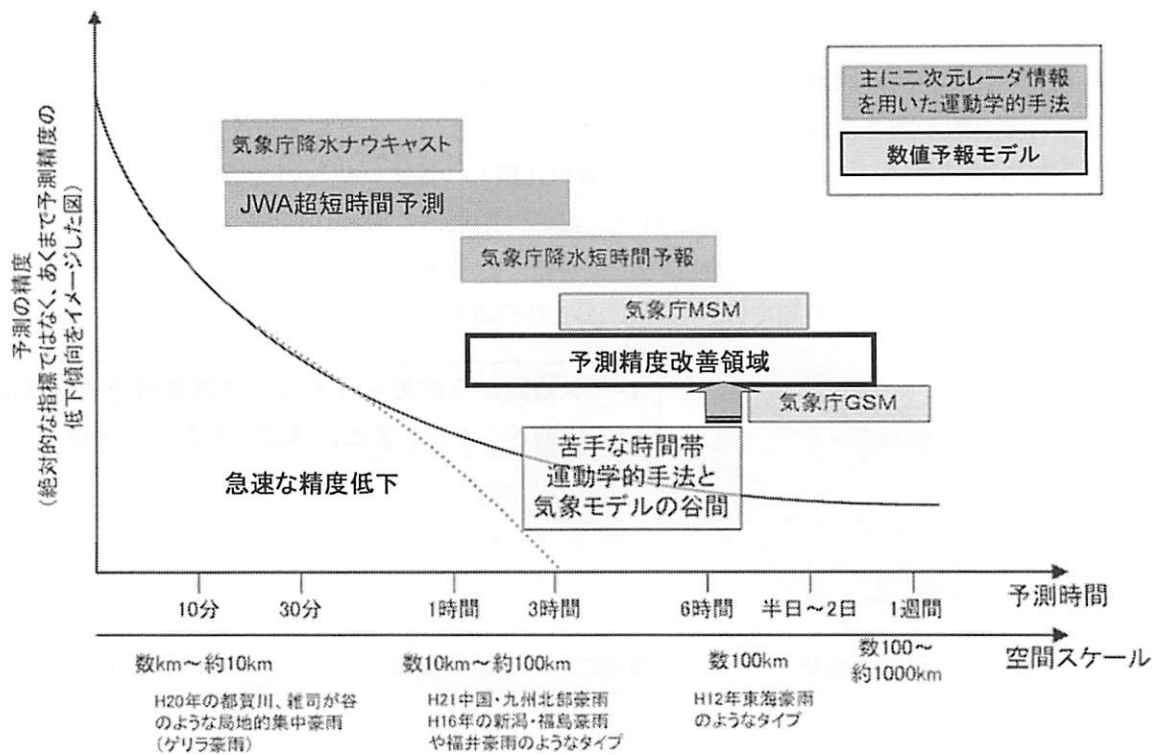 予測の精度
(絶対的な指標ではなく、あくまで予測精度の
低下傾向をイメージした図)
主に二次元レーダ情報
を用いた運動学的手法
数値予報モデル
気象庁降水ナウキャスト
JWA超短時間予測
気象庁降水短時間予報
気象庁MSM
予測精度改善領域
気象庁GSM
苦手な時間帯
運動学的手法と
気象モデルの谷間
急速な精度低下
10分
30分
1時間
3時間
6時間
半日～2日
1週間
予測時間
数km～約10km
数10km～約100km
数100km
数100～
約1000km
空間スケール
H20年の都賀川、雑司が谷
のような局地的集中豪雨
(ゲリラ豪雨)
H21中国・九州北部豪雨
H16年の新潟・福島豪雨
や福井豪雨のようなタイプ
H12年東海豪雨
のようなタイプ